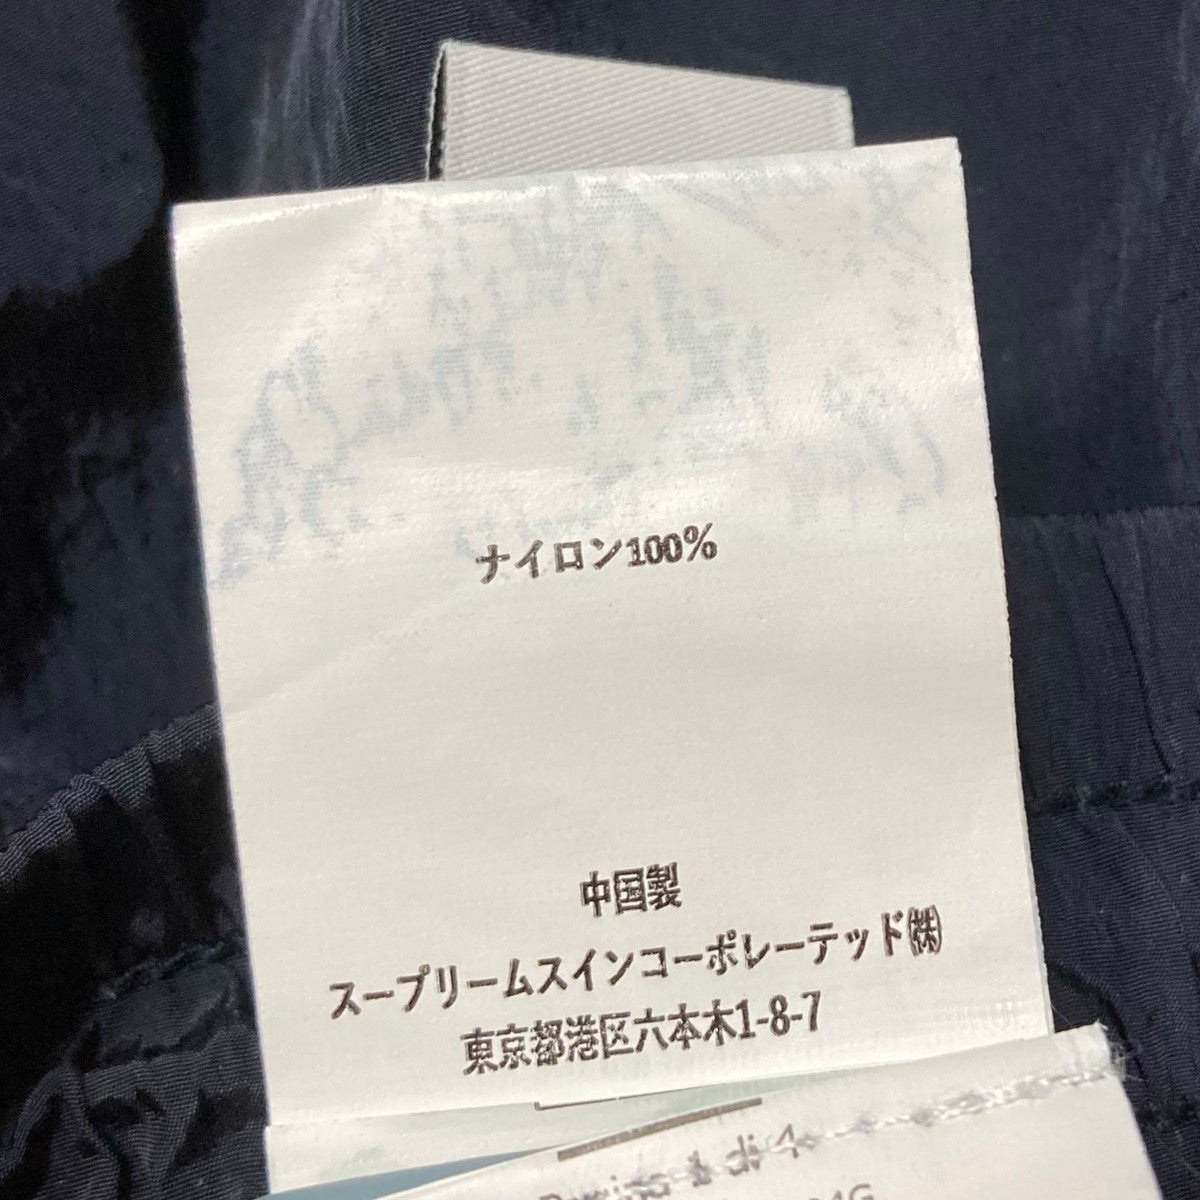 ナイロン100%
中国製
スープリームスインコーポレーテッド㈱
東京都港区六本木1-8-7